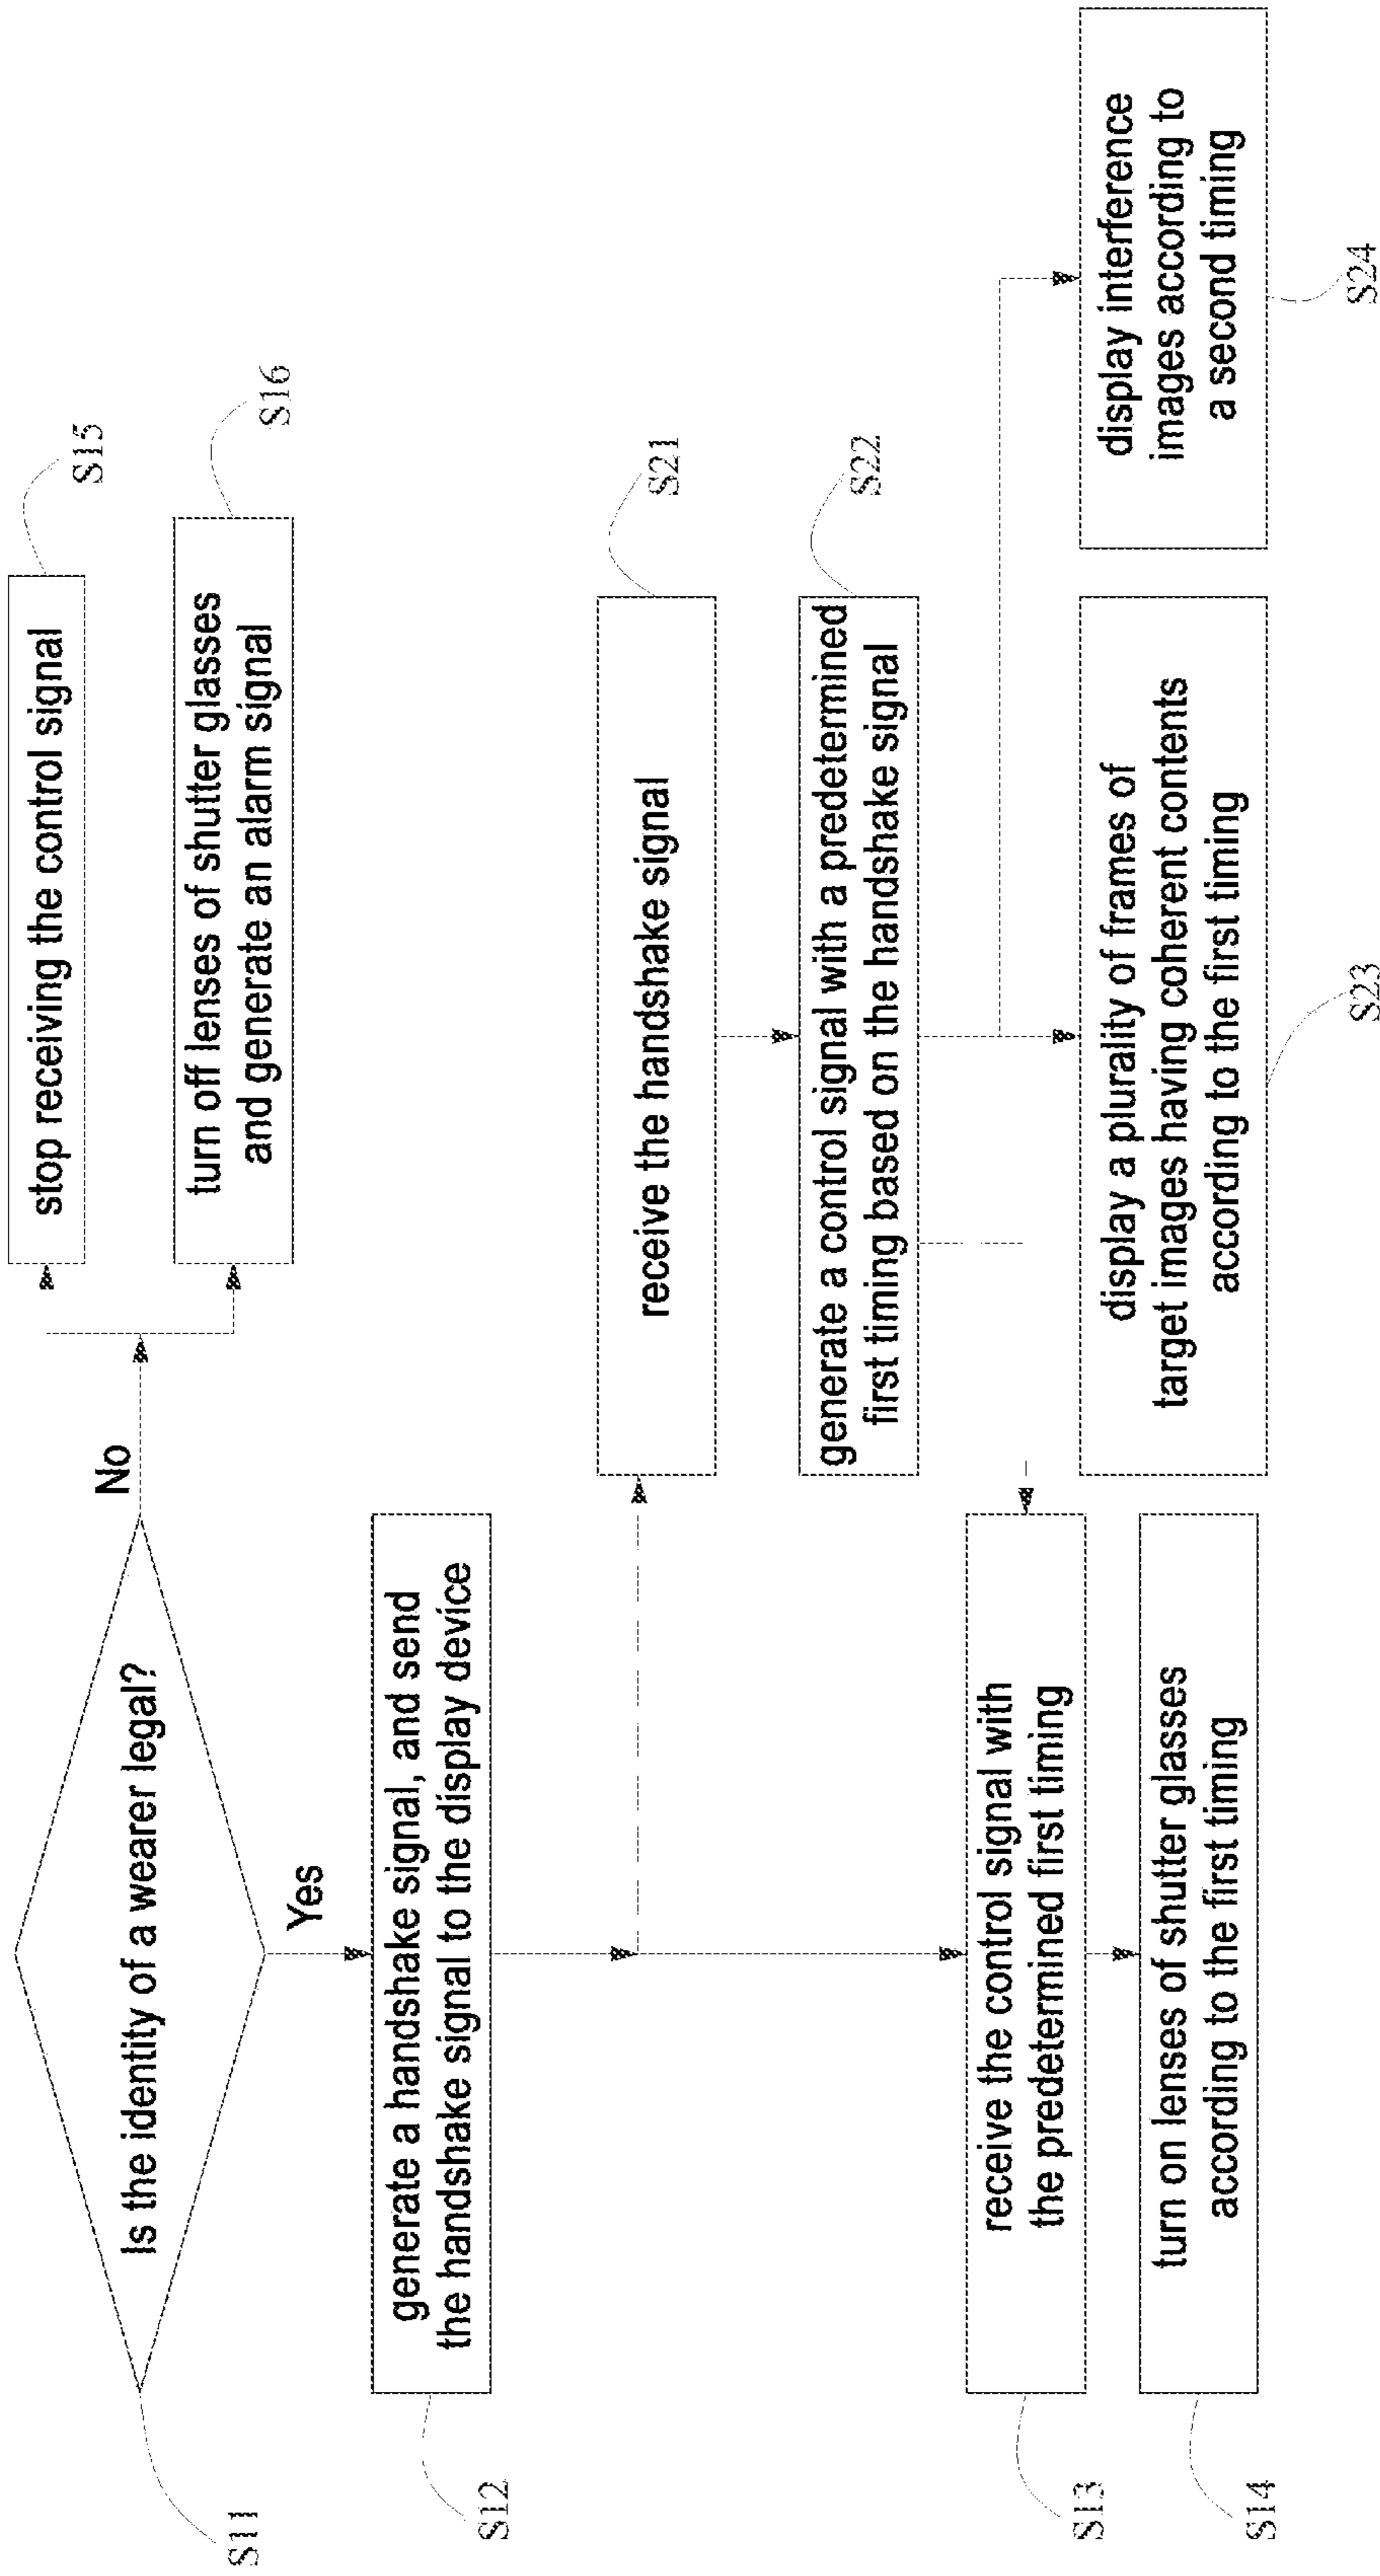 Is the identity of a wearer legal?
S11
No
stop receiving the control signal
S15
turn off lenses of shutter glasses
and generate an alarm signal
S16
Yes
generate a handshake signal, and send
the handshake signal to the display device
S12
receive the handshake signal
S21
generate a control signal with a predetermined
first timing based on the handshake signal
S22
receive the control signal with
the predetermined first timing
S13
turn on lenses of shutter glasses
according to the first timing
S14
display a plurality of frames of
target images having coherent contents
according to the first timing
S23
display interference
images according to
a second timing
S24